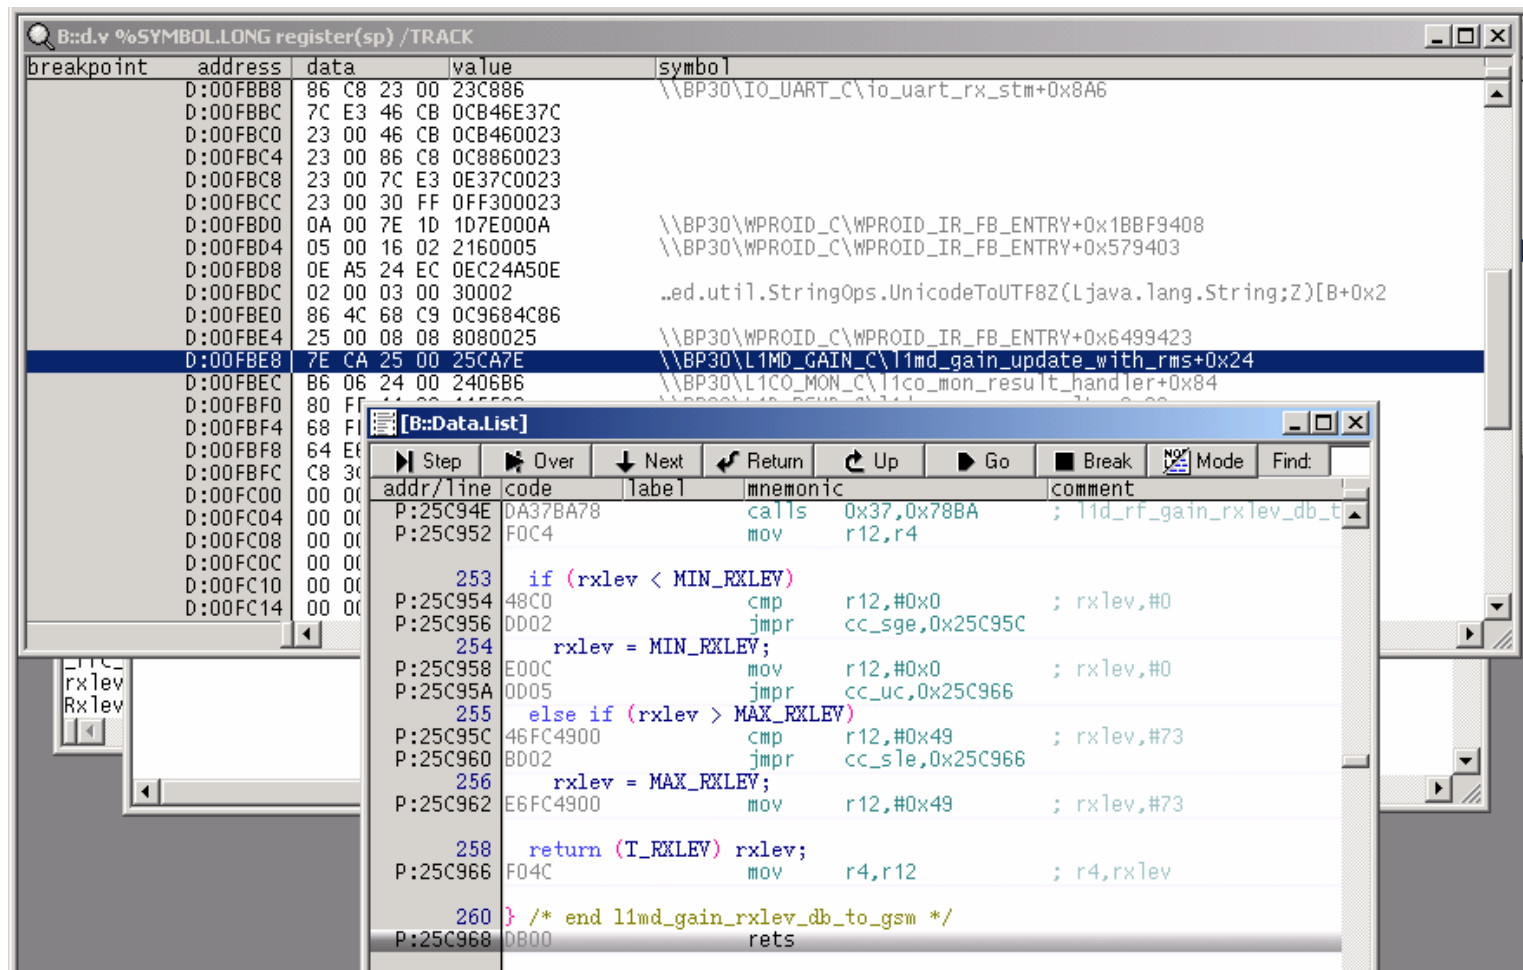 B::d.v %SYMBOL.LONG register(sp) /TRACK
breakpoint address data value symbol
D:00FBB8 86 C8 23 00 23C886 \\BP30\IO_UART_C\io_uart_rx_stm+0x8A6
D:00FBBC 7C E3 46 CB 0CB46E37C
D:00FBC0 23 00 46 CB 0CB460023
D:00FBC4 23 00 86 C8 0C8860023
D:00FBC8 23 00 7C E3 0E37C0023
D:00FBCC 23 00 30 FF 0FF300023
D:00FBD0 0A 00 7E 1D 1D7E000A \\BP30\WPROID_C\WPROID_IR_FB_ENTRY+0x1BBF9408
D:00FBD4 05 00 16 02 2160005 \\BP30\WPROID_C\WPROID_IR_FB_ENTRY+0x579403
D:00FBD8 0E A5 24 EC 0EC24A50E
D:00FBDC 02 00 03 00 30002 …ed.util.StringOps.UnicodeToUTF8Z(Ljava.lang.String;Z)[B+0x2
D:00FBE0 86 4C 68 C9 0C9684C86
D:00FBE4 25 00 08 08 8080025 \\BP30\WPROID_C\WPROID_IR_FB_ENTRY+0x6499423
D:00FBE8 7E CA 25 00 25CA7E \\BP30\L1MD_GAIN_C\l1md_gain_update_with_rms+0x24
D:00FBEC B6 06 24 00 2406B6 \\BP30\L1CO_MON_C\l1co_mon_result_handler+0x84
D:00FBF0 80
D:00FBF4 68
D:00FBF8 64
D:00FBFC C8
D:00FC00 00
D:00FC04 00
D:00FC08 00
D:00FC0C 00
D:00FC10 00
D:00FC14 00
rxlev
Rxlev
[B::Data.List]
Step Over Next Return Up Go Break Mode Find:
addr/line code label mnemonic comment
P:25C94E DA37BA78 calls 0x37,0x78BA ; l1d_rf_gain_rxlev_db_t
P:25C952 F0C4 mov r12,r4
253 if (rxlev < MIN_RXLEV)
P:25C954 48C0 cmp r12,#0x0 ; rxlev,#0
P:25C956 DD02 jmpr cc_sge,0x25C95C
254 rxlev = MIN_RXLEV;
P:25C958 E00C mov r12,#0x0 ; rxlev,#0
P:25C95A 0D05 jmpr cc_uc,0x25C966
255 else if (rxlev > MAX_RXLEV)
P:25C95C 46FC4900 cmp r12,#0x49 ; rxlev,#73
P:25C960 BD02 jmpr cc_sle,0x25C966
256 rxlev = MAX_RXLEV;
P:25C962 E6FC4900 mov r12,#0x49 ; rxlev,#73
258 return (T_RXLEV) rxlev;
P:25C966 F04C mov r4,r12 ; r4,rxlev
260 } /* end l1md_gain_rxlev_db_to_gsm */
P:25C968 DB00 rets